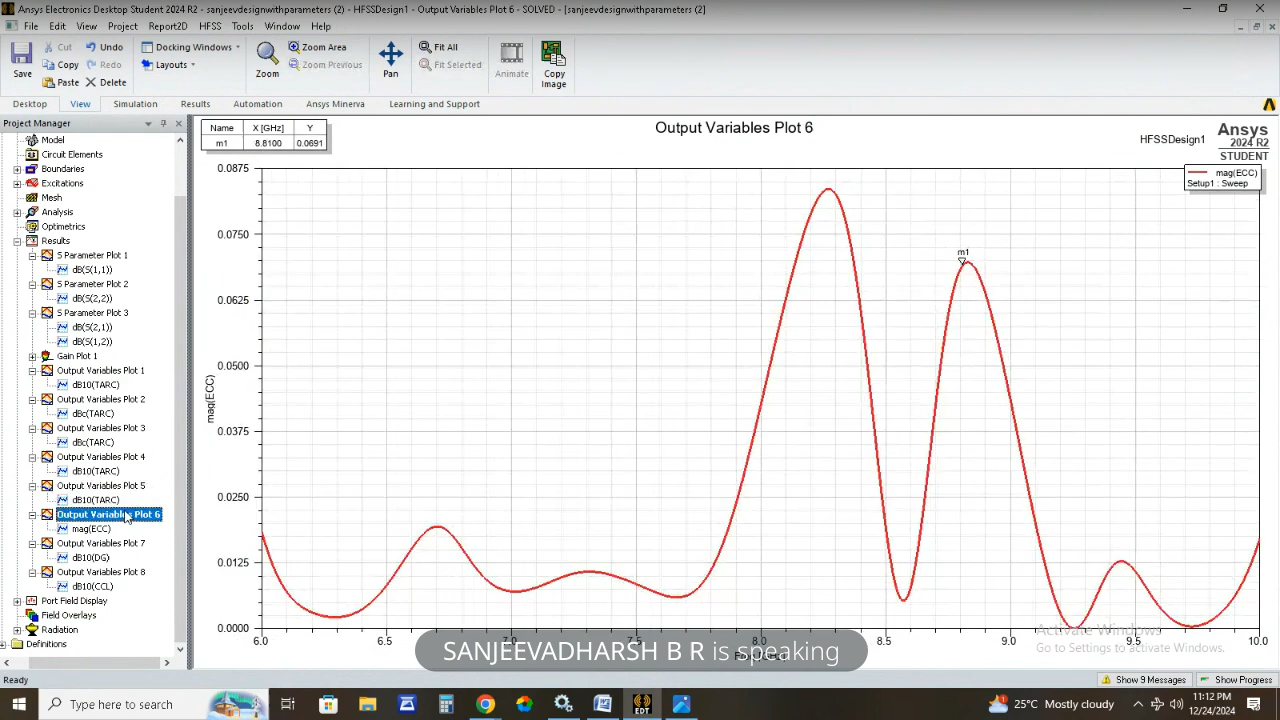 Ansys Electronics Desktop Student 2024 R2 - sanjeevdesignwithparameters (2) - HFSSDesign1 - Output Variables Plot 6 - SOLVED - [sanjeevdesignwithparameters (2)]
File Edit View Project Report2D HFSS Tools Window Help
Save
Cut
Copy
Paste
Undo
Redo
Delete
Docking Windows
Layouts
Zoom
Zoom Area
Zoom Previous
Pan
Fit All
Fit Selected
Animate
Copy
Image
Desktop View Simulation Results Automation Ansys Minerva Learning and Support
Project Manager
Model
Circuit Elements
Boundaries
Excitations
Mesh
Analysis
Optimetrics
Results
S Parameter Plot 1
dB(S(1,1))
S Parameter Plot 2
dB(S(2,2))
S Parameter Plot 3
dB(S(2,1))
dB(S(1,2))
Gain Plot 1
Output Variables Plot 1
dB10(TARC)
Output Variables Plot 2
dBc(TARC)
Output Variables Plot 3
dBc(TARC)
Output Variables Plot 4
dB10(TARC)
Output Variables Plot 5
dB10(TARC)
Output Variables Plot 6
mag(ECC)
Output Variables Plot 7
dB10(DG)
Output Variables Plot 8
dB10(CCL)
Port Field Display
Field Overlays
Radiation
Definitions
Name X [GHz] Y
m1 8.8100 0.0691
Output Variables Plot 6
HFSSDesign1
Ansys
2024 R2
STUDENT
mag(ECC)
Setup1 : Sweep
0.0875
0.0750
0.0625
0.0500
0.0375
0.0250
0.0125
0.0000
mag(ECC)
m1
6.0 6.5 7.0 7.5 8.0 8.5 9.0 9.5 10.0
Activate Windows
Go to Settings to activate Windows.
SANJEEVADHARSH B R is speaking
Ready
Show 9 Messages
Show Progress
Type here to search
EDT
25°C Mostly cloudy
11:12 PM
12/24/2024